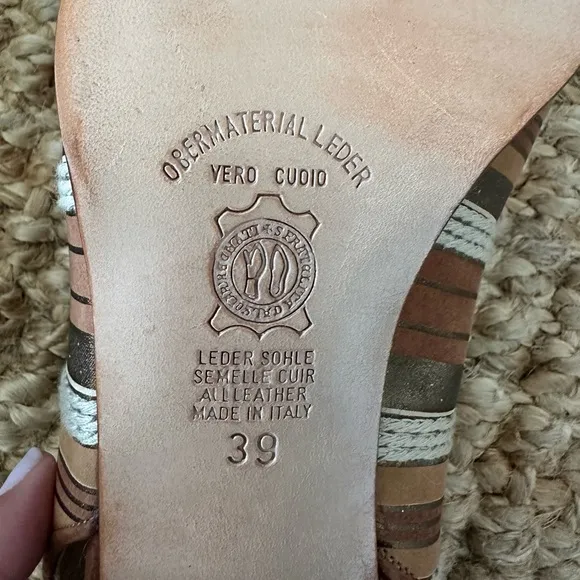 OBERMATERIAL LEDER
VERO CUOIO
LEDER SOHLE
SEMELLE CUIR
ALL LEATHER
MADE IN ITALY
39